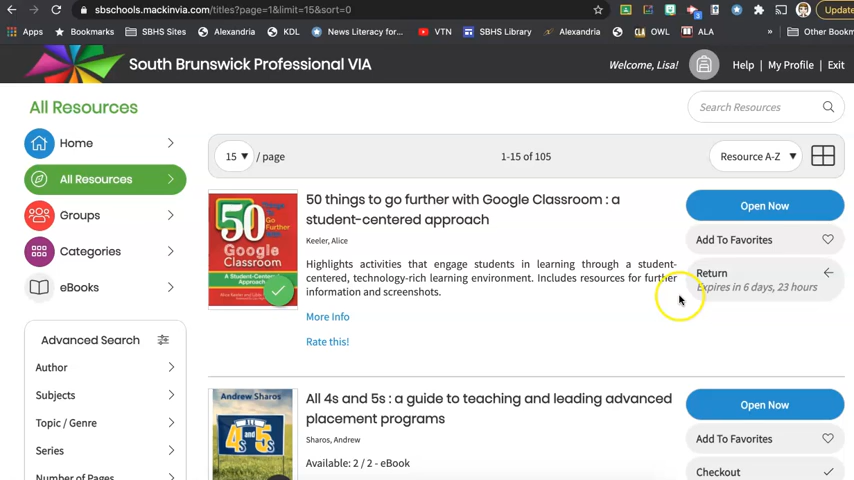 sbschools.mackinvia.com/titles?page=1&limit=15&sort=0
Update
Apps Bookmarks SBHS Sites Alexandria KDL News Literacy for... VTN SBHS Library Alexandria OWL ALA » Other Bookm
South Brunswick Professional VIA
Welcome, Lisa! Help | My Profile | Exit
All Resources
Search Resources
Home
15 / page 1-15 of 105 Resource A-Z
All Resources
Groups
Categories
eBooks
50 Things to Go Further
Google Classroom
A Student-Centered Approach
50 things to go further with Google Classroom : a
student-centered approach
Keeler, Alice
Highlights activities that engage students in learning through a student-
centered, technology-rich learning environment. Includes resources for further
information and screenshots.
More Info
Rate this!
Open Now
Add To Favorites
Return
Expires in 6 days, 23 hours
Advanced Search
Author
Subjects
Topic / Genre
Series
Number of Pages
Andrew Sharos
ALL 4s and 5s
All 4s and 5s : a guide to teaching and leading advanced
placement programs
Sharos, Andrew
Available: 2 / 2 - eBook
Open Now
Add To Favorites
Checkout